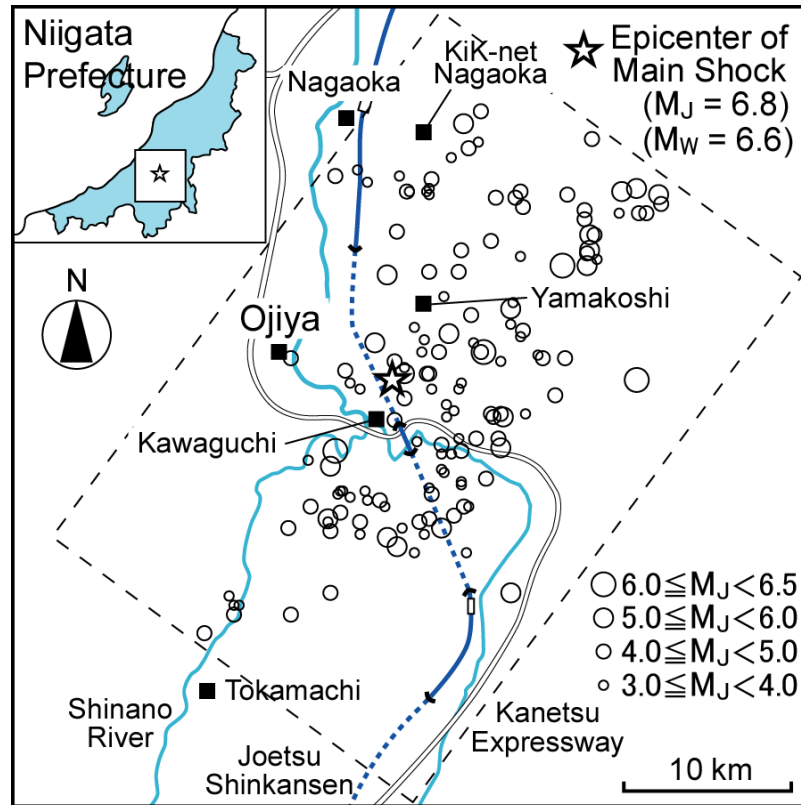 Niigata
Prefecture
Nagaoka
KiK-net
Nagaoka
Epicenter of
Main Shock
(MJ = 6.8)
(MW = 6.6)
N
Ojiya
Yamakoshi
Kawaguchi
6.0≦MJ<6.5
5.0≦MJ<6.0
4.0≦MJ<5.0
3.0≦MJ<4.0
Tokamachi
Shinano
River
Joetsu
Shinkansen
Kanetsu
Expressway
10 km